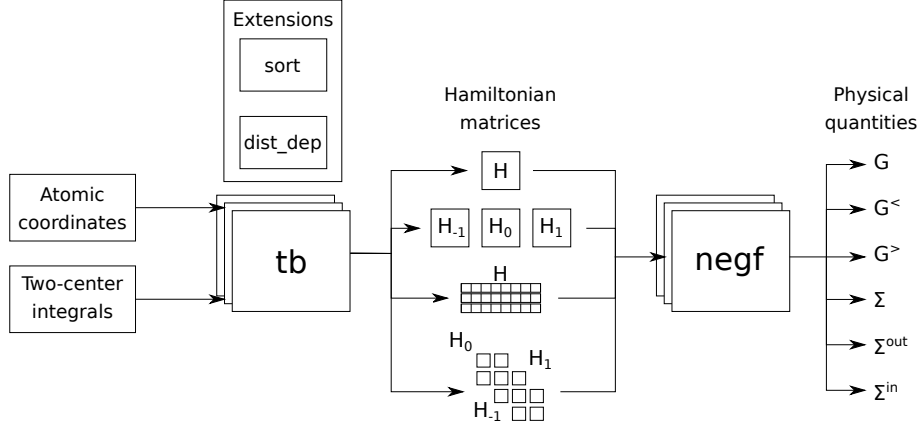 Extensions
sort
dist_dep
Atomic
coordinates
Two-center
integrals
tb
Hamiltonian
matrices
H
H₋₁ H₀ H₁
H
H₀
H₁
H₋₁
negf
Physical
quantities
G
G<
G>
Σ
Σout
Σin